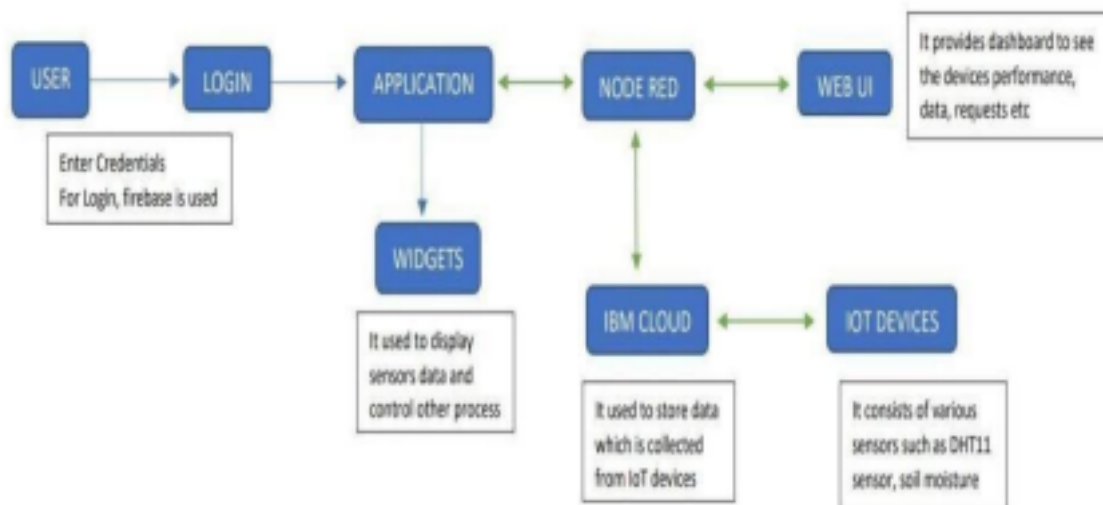 USER
LOGIN
APPLICATION
NODE RED
WEB UI
It provides dashboard to see
the devices performance,
data, requests etc
Enter Credentials
For Login, firebase is used
WIDGETS
It used to display
sensors data and
control other process
IBM CLOUD
IOT DEVICES
It used to store data
which is collected
from IoT devices
It consists of various
sensors such as DHT11
sensor, soil moisture